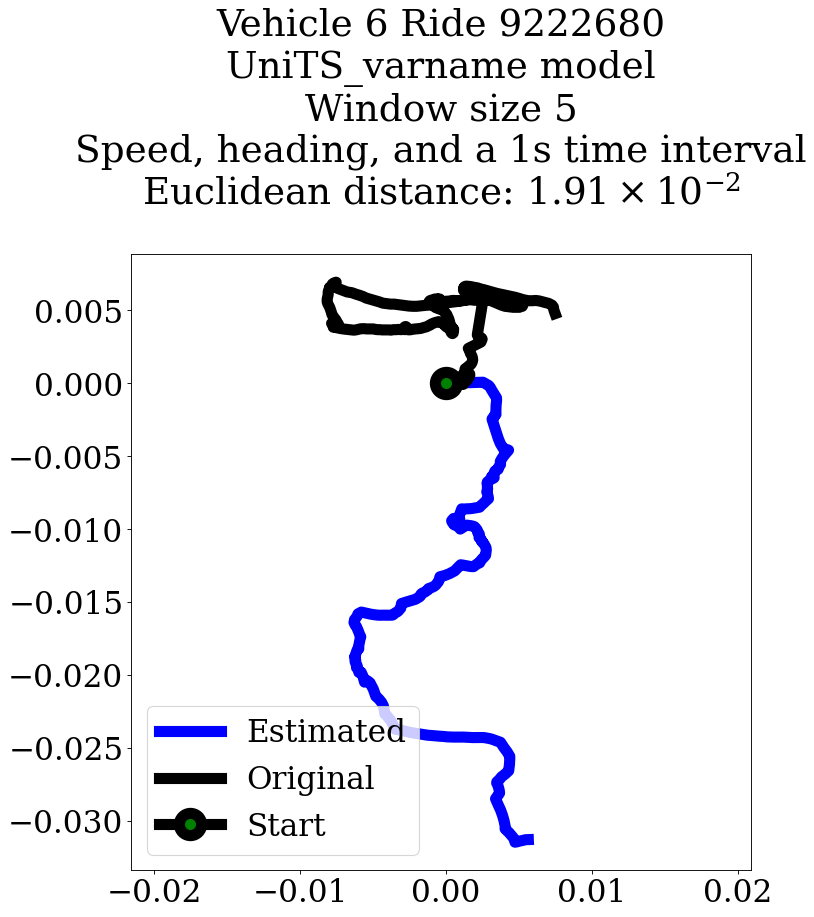 Vehicle 6 Ride 9222680
UniTS_varname model
Window size 5
Speed, heading, and a 1s time interval
Euclidean distance: 1.91 × 10⁻²
0.005
0.000
−0.005
−0.010
−0.015
−0.020
−0.025
−0.030
Estimated
Original
Start
−0.02
−0.01
0.00
0.01
0.02